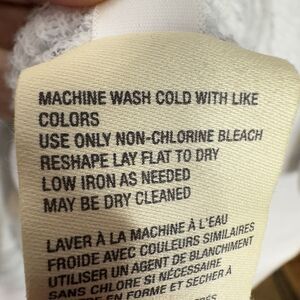 MACHINE WASH COLD WITH LIKE
COLORS
USE ONLY NON-CHLORINE BLEACH
RESHAPE LAY FLAT TO DRY
LOW IRON AS NEEDED
MAY BE DRY CLEANED
LAVER À LA MACHINE À L'EAU
FROIDE AVEC COULEURS SIMILAIRES
UTILISER UN AGENT DE BLANCHIMENT
SANS CHLORE SI NÉCESSAIRE
EN FORME ET SÉCHER À